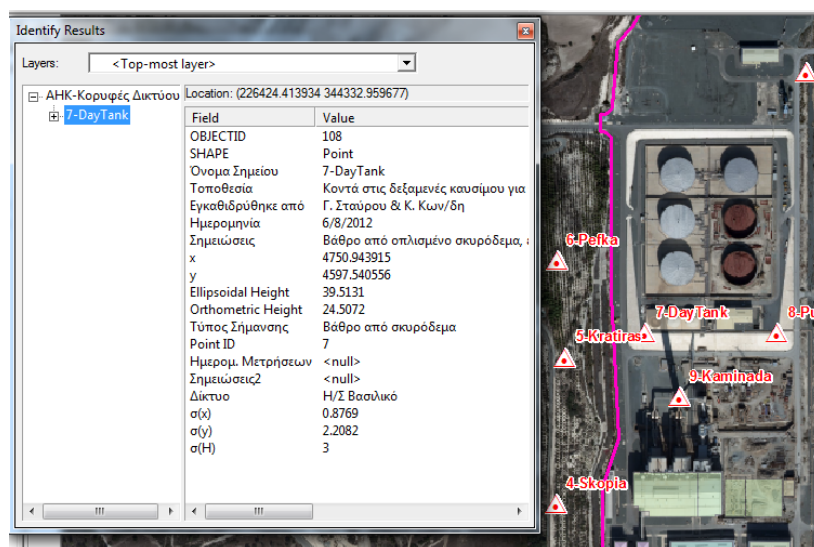 Identify Results
Layers: <Top-most layer>
ΑΗΚ-Κορυφές Δικτύου
7-DayTank
Location: (226424.413934 344332.959677)
Field Value
OBJECTID 108
SHAPE Point
Όνομα Σημείου 7-DayTank
Τοποθεσία Κοντά στις δεξαμενές καυσίμου για
Εγκαθιδρύθηκε από Γ. Σταύρου & Κ. Κων/δη
Ημερομηνία 6/8/2012
Σημειώσεις Βάθρο από οπλισμένο σκυρόδεμα, ε
x 4750.943915
y 4597.540556
Ellipsoidal Height 39.5131
Orthometric Height 24.5072
Τύπος Σήμανσης Βάθρο από σκυρόδεμα
Point ID 7
Ημερομ. Μετρήσεων <null>
Σημειώσεις2 <null>
Δίκτυο Η/Σ Βασιλικό
σ(x) 0.8769
σ(y) 2.2082
σ(H) 3
6-Pefka
7-DayTank
8-Pu
5-Kratiras
9-Kaminada
4-Skopia